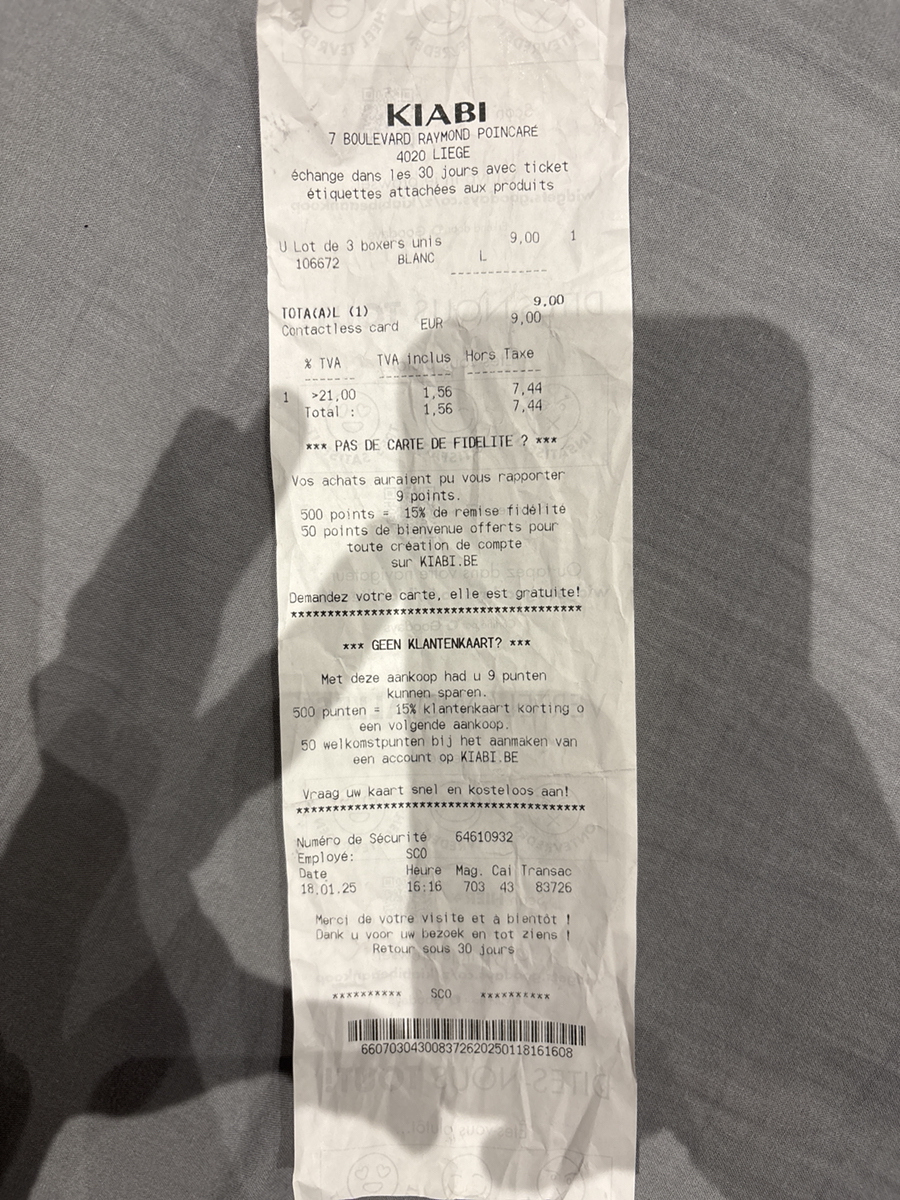 KIABI
7 BOULEVARD RAYMOND POINCARÉ
4020 LIEGE
échange dans les 30 jours avec ticket
étiquettes attachées aux produits
U Lot de 3 boxers unis 9,00 1
106672 BLANC L
-------------
TOTA(A)L (1) 9,00
Contactless card EUR 9,00
% TVA TVA inclus Hors Taxe
------- ---------- ----------
1 >21,00 1,56 7,44
Total : 1,56 7,44
*** PAS DE CARTE DE FIDELITE ? ***
Vos achats auraient pu vous rapporter
9 points.
500 points = 15% de remise fidélité
50 points de bienvenue offerts pour
toute création de compte
sur KIABI.BE
Demandez votre carte, elle est gratuite!
****************************************
*** GEEN KLANTENKAART? ***
Met deze aankoop had u 9 punten
kunnen sparen.
500 punten = 15% klantenkaart korting o
een volgende aankoop.
50 welkomstpunten bij het aanmaken van
een account op KIABI.BE
Vraag uw kaart snel en kosteloos aan!
****************************************
Numéro de Sécurité 64610932
Employé: SCO
Date Heure Mag. Cai Transac
18.01.25 16:16 703 43 83726
Merci de votre visite et à bientôt !
Dank u voor uw bezoek en tot ziens !
Retour sous 30 jours
********** SCO **********
660703043008372620250118161608